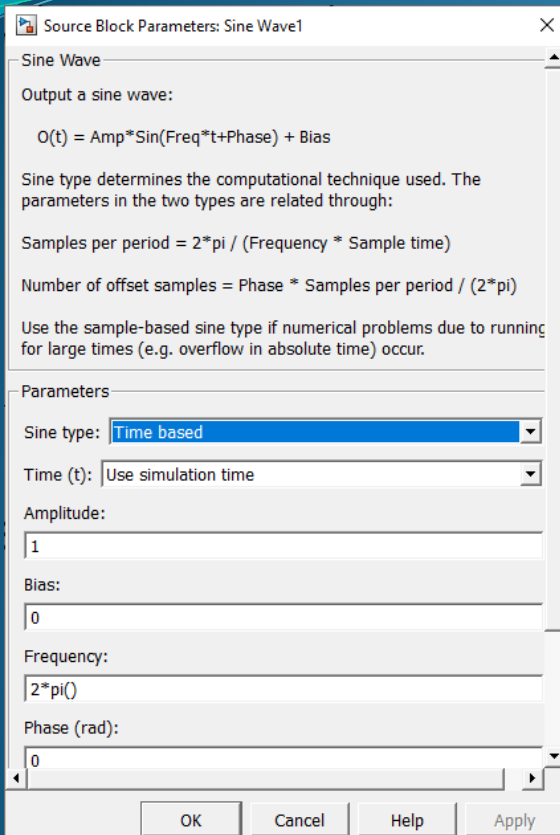 Source Block Parameters: Sine Wave1
Sine Wave
Output a sine wave:
O(t) = Amp*Sin(Freq*t+Phase) + Bias
Sine type determines the computational technique used. The
parameters in the two types are related through:
Samples per period = 2*pi / (Frequency * Sample time)
Number of offset samples = Phase * Samples per period / (2*pi)
Use the sample-based sine type if numerical problems due to running
for large times (e.g. overflow in absolute time) occur.
Parameters
Sine type: Time based
Time (t): Use simulation time
Amplitude:
1
Bias:
0
Frequency:
2*pi()
Phase (rad):
0
OK Cancel Help Apply